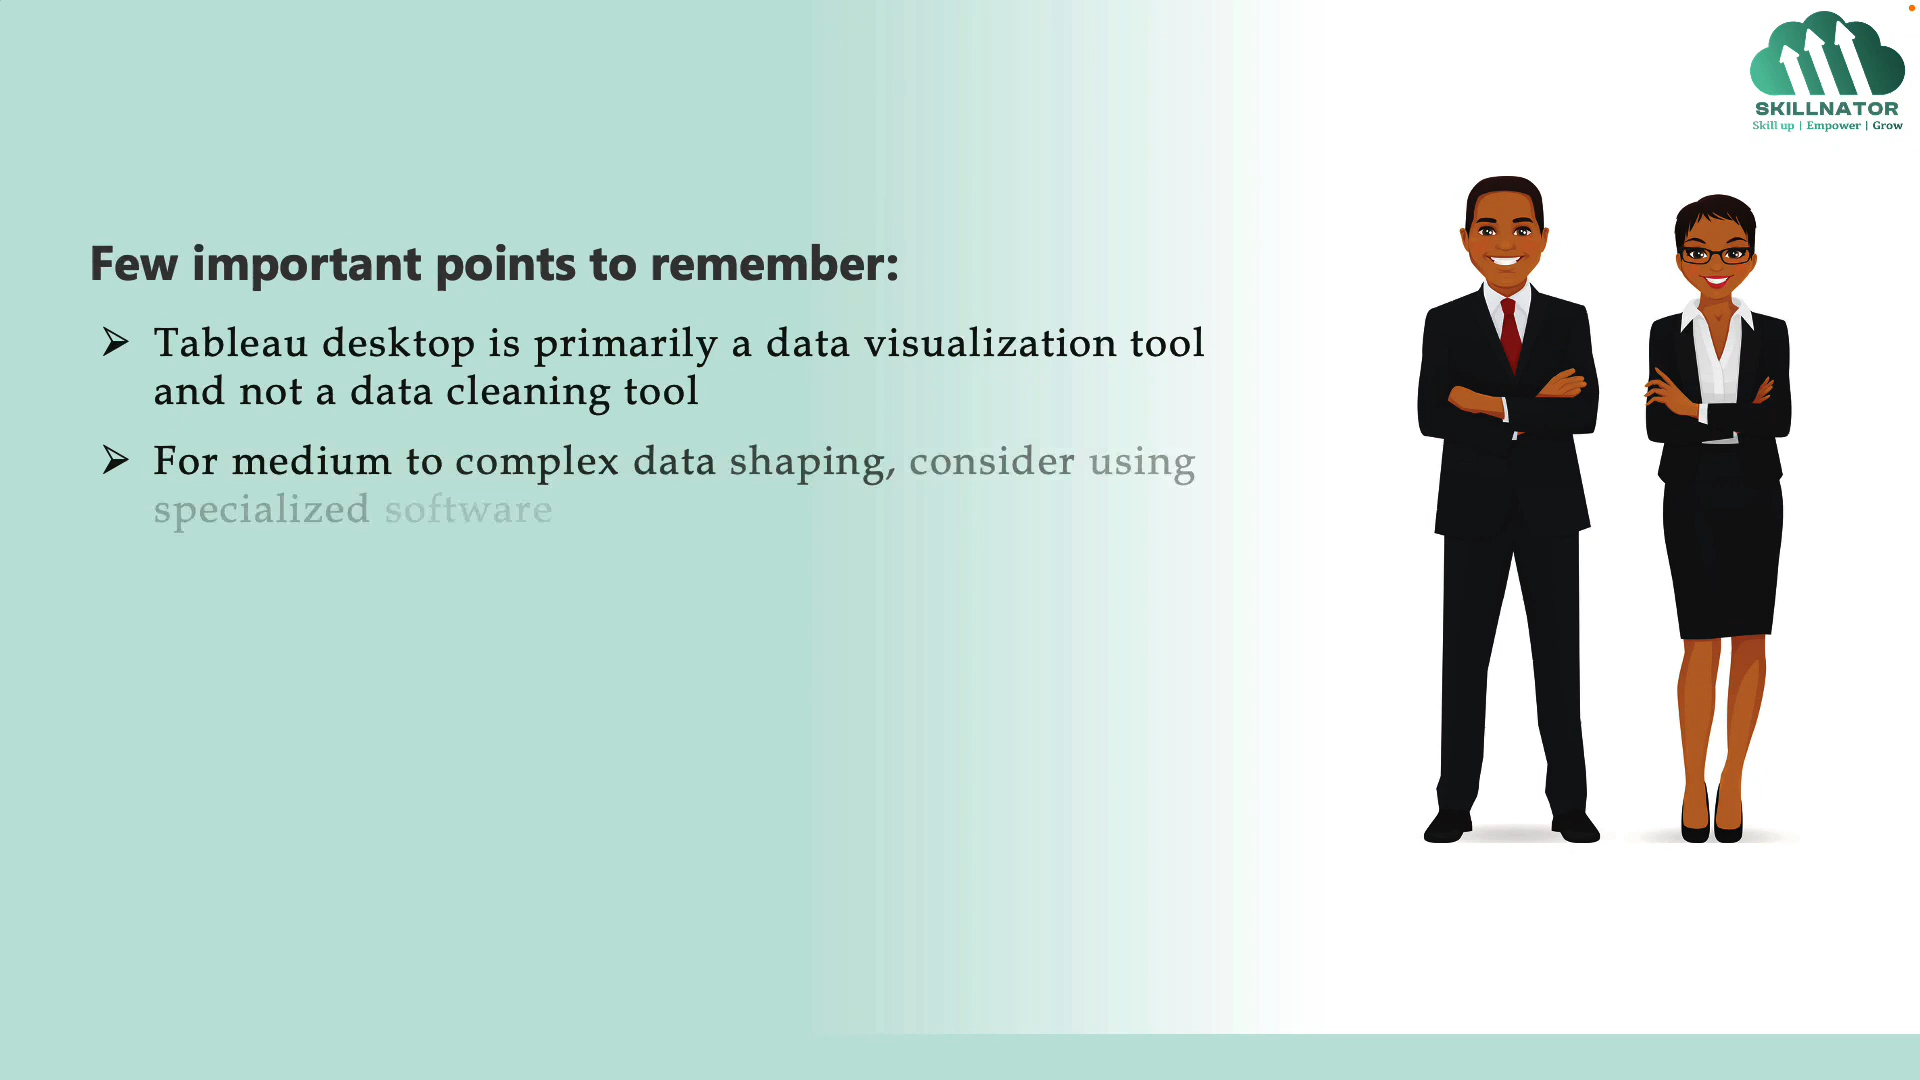 SKILLNATOR
Skill up | Empower | Grow
Few important points to remember:
➢ Tableau desktop is primarily a data visualization tool
and not a data cleaning tool
➢ For medium to complex data shaping, consider using
specialized software